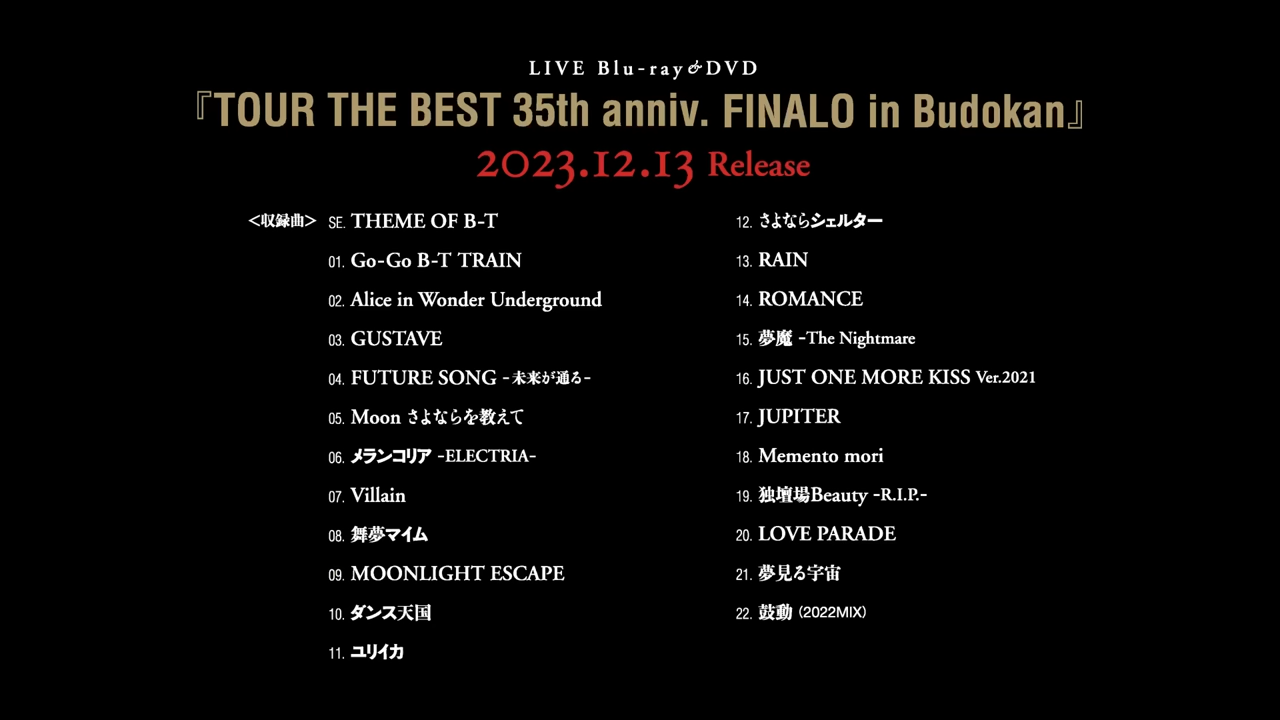 LIVE Blu-ray&DVD
『TOUR THE BEST 35th anniv. FINALO in Budokan』
2023.12.13 Release
<収録曲>
SE. THEME OF B-T
01. Go-Go B-T TRAIN
02. Alice in Wonder Underground
03. GUSTAVE
04. FUTURE SONG -未来が通る-
05. Moon さよならを教えて
06. メランコリア -ELECTRIA-
07. Villain
08. 舞夢マイム
09. MOONLIGHT ESCAPE
10. ダンス天国
11. ユリイカ
12. さよならシェルター
13. RAIN
14. ROMANCE
15. 夢魔 -The Nightmare
16. JUST ONE MORE KISS Ver.2021
17. JUPITER
18. Memento mori
19. 独壇場Beauty -R.I.P.-
20. LOVE PARADE
21. 夢見る宇宙
22. 鼓動 (2022MIX)